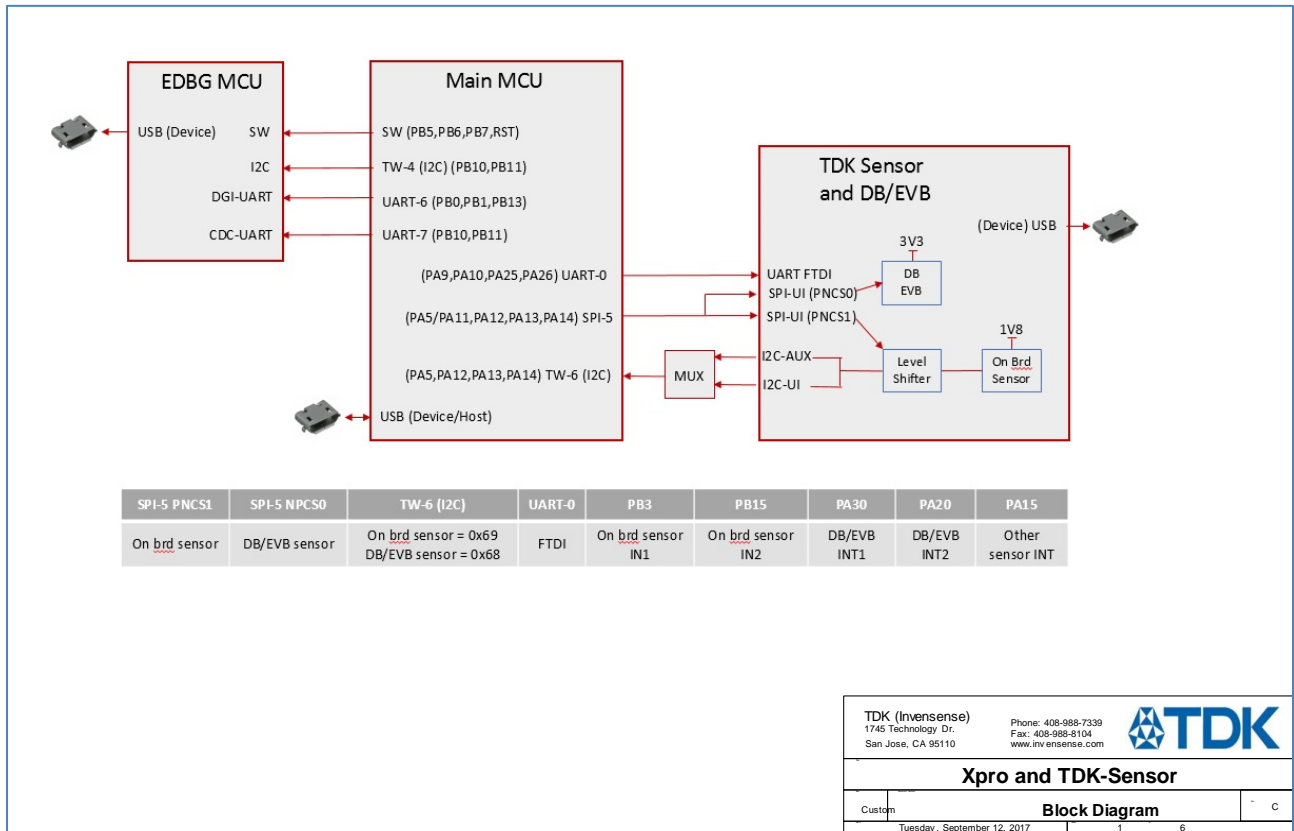 EDBG MCU
USB (Device)
SW
I2C
DGI-UART
CDC-UART
Main MCU
SW (PB5,PB6,PB7,RST)
TW-4 (I2C) (PB10,PB11)
UART-6 (PB0,PB1,PB13)
UART-7 (PB10,PB11)
(PA9,PA10,PA25,PA26) UART-0
(PA5/PA11,PA12,PA13,PA14) SPI-5
(PA5,PA12,PA13,PA14) TW-6 (I2C)
USB (Device/Host)
MUX
TDK Sensor
and DB/EVB
(Device) USB
UART FTDI
SPI-UI (PNCS0)
SPI-UI (PNCS1)
I2C-AUX
I2C-UI
3V3
DB
EVB
Level
Shifter
1V8
On Brd
Sensor
SPI-5 PNCS1 SPI-5 NPCS0 TW-6 (I2C) UART-0 PB3 PB15 PA30 PA20 PA15
On brd sensor DB/EVB sensor On brd sensor = 0x69 FTDI On brd sensor On brd sensor DB/EVB DB/EVB Other
DB/EVB sensor = 0x68 IN1 IN2 INT1 INT2 sensor INT
TDK (Invensense)
1745 Technology Dr.
San Jose, CA 95110
Phone: 408-988-7339
Fax: 408-988-8104
www.invensense.com
TDK
Xpro and TDK-Sensor
Custom
Block Diagram
C
Tuesday, September 12, 2017 1 6